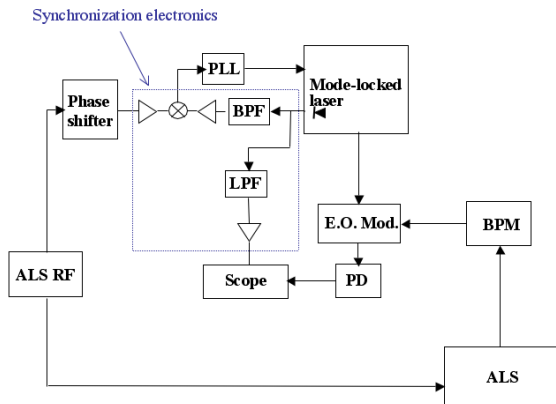 Synchronization electronics
PLL
Mode-locked
laser
Phase
shifter
BPF
LPF
E.O. Mod.
BPM
ALS RF
Scope
PD
ALS